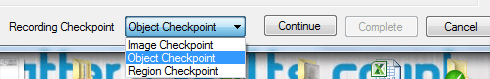 Recording Checkpoint Object Checkpoint Continue Complete Cancel
Image Checkpoint
Object Checkpoint
Region Checkpoint